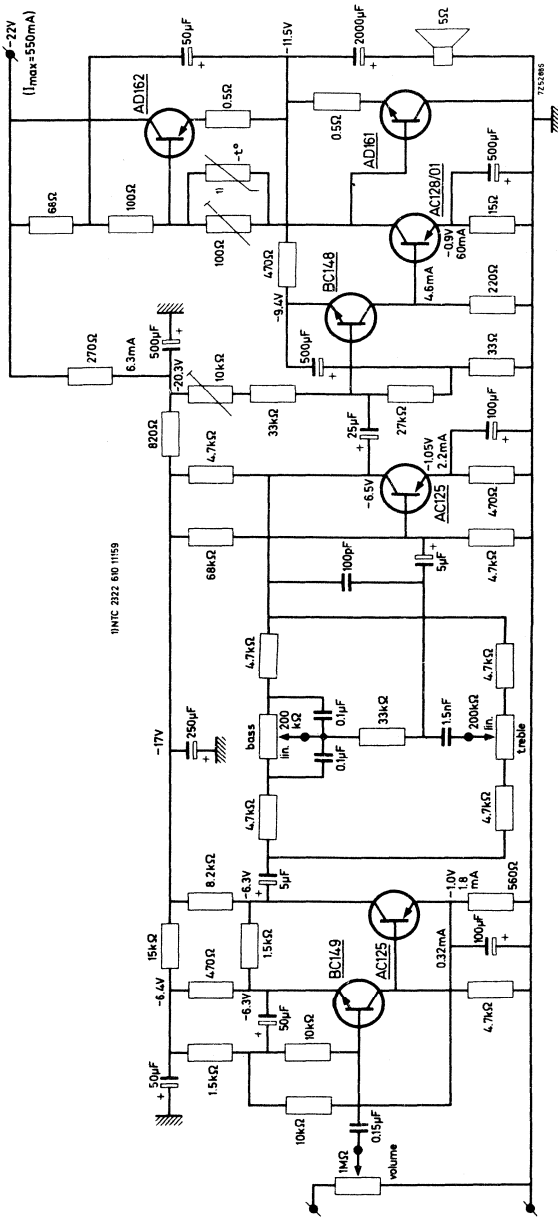 -22V
(Imax=550mA)
50µF
+
-11.5V
2000µF
+
5Ω
7Z52885
AD162
0.5Ω
0.5Ω
AD161
68Ω
100Ω
1)
-t°
100Ω
470Ω
AC128/01
-0.9V
60mA
500µF
+
15Ω
BC148
-9.4V
4.6mA
220Ω
270Ω
6.3mA
500µF
+
-20.3V
10kΩ
33kΩ
500µF
+
27kΩ
33Ω
820Ω
4.7kΩ
25µF
+
-6.5V
-1.05V
2.2mA
AC125
100µF
+
470Ω
68kΩ
5µF
+
4.7kΩ
1) NTC 2322 610 11159
100pF
4.7kΩ
4.7kΩ
bass
200
kΩ
lin.
0.1µF
0.1µF
33kΩ
1.5nF
200kΩ
lin.
treble
-17V
250µF
+
4.7kΩ
4.7kΩ
8.2kΩ
-6.3V
5µF
+
-1.0V
1.8
mA
560Ω
15kΩ
1.5kΩ
AC125
0.32mA
100µF
+
-6.4V
470Ω
-6.3V
BC149
50µF
+
4.7kΩ
50µF
+
1.5kΩ
10kΩ
10kΩ
0.15µF
1MΩ
volume